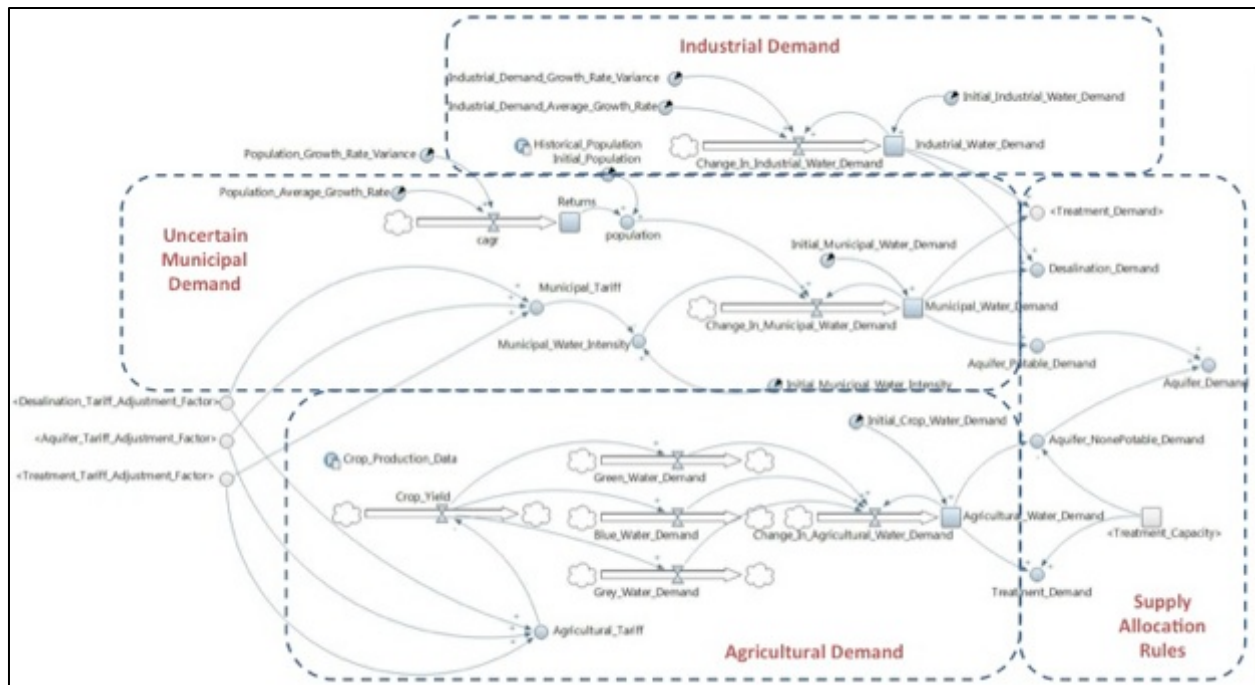 Industrial Demand
Industrial_Demand_Growth_Rate_Variance
Industrial_Demand_Average_Growth_Rate
Initial_Industrial_Water_Demand
Historical_Population
Initial_Population
Change_In_Industrial_Water_Demand
Industrial_Water_Demand
Population_Growth_Rate_Variance
Population_Average_Growth_Rate
Returns
cagr
population
Uncertain
Municipal
Demand
Initial_Municipal_Water_Demand
Municipal_Tariff
Municipal_Water_Intensity
Change_In_Municipal_Water_Demand
Municipal_Water_Demand
Initial_Municipal_Water_Intensity
<Treatment_Demand>
Desalination_Demand
Aquifer_Potable_Demand
Aquifer_Demand
<Desalination_Tariff_Adjustment_Factor>
<Aquifer_Tariff_Adjustment_Factor>
<Treatment_Tariff_Adjustment_Factor>
Initial_Crop_Water_Demand
Aquifer_NonePotable_Demand
Crop_Production_Data
Green_Water_Demand
Crop_Yield
Blue_Water_Demand
Change_In_Agricultural_Water_Demand
Agricultural_Water_Demand
<Treatment_Capacity>
Grey_Water_Demand
Treatment_Demand
Agricultural_Tariff
Agricultural Demand
Supply
Allocation
Rules